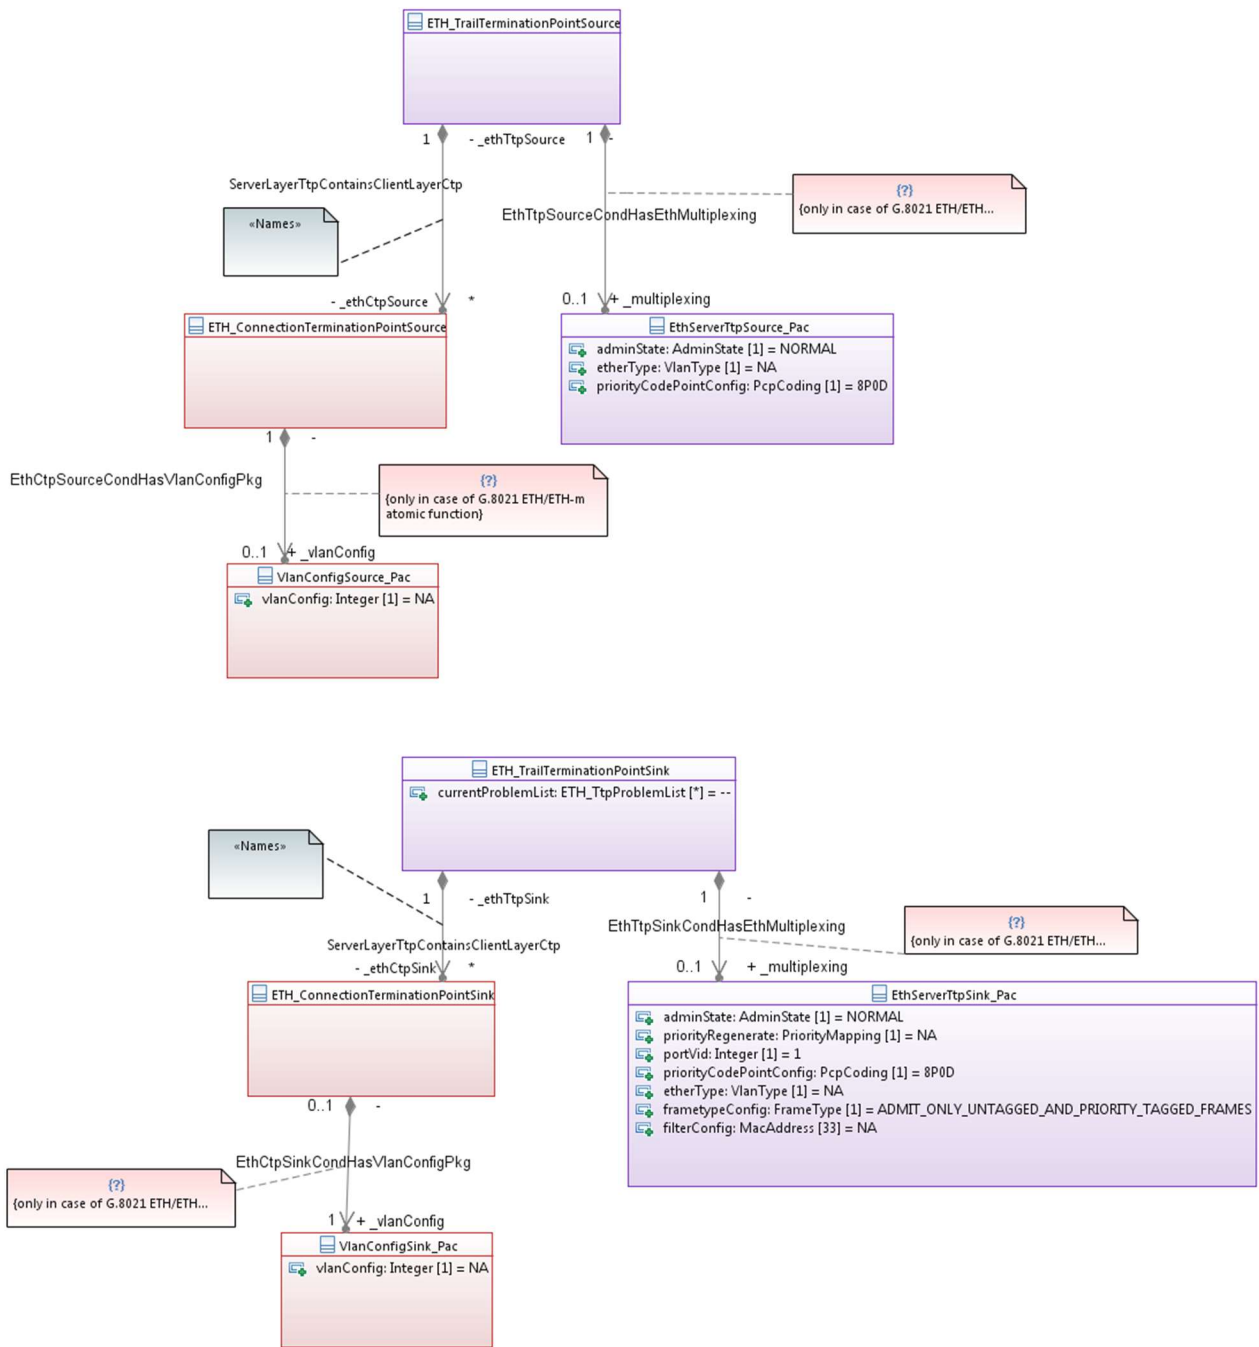 ETH_TrailTerminationPointSource
1
- _ethTtpSource
1
-
ServerLayerTtpContainsClientLayerCtp
{?}
{only in case of G.8021 ETH/ETH...
«Names»
EthTtpSourceCondHasEthMultiplexing
- _ethCtpSource
*
0..1
+ _multiplexing
ETH_ConnectionTerminationPointSource
EthServerTtpSource_Pac
adminState: AdminState [1] = NORMAL
etherType: VlanType [1] = NA
priorityCodePointConfig: PcpCoding [1] = 8P0D
1
-
EthCtpSourceCondHasVlanConfigPkg
{?}
{only in case of G.8021 ETH/ETH-m
atomic function}
0..1
+ _vlanConfig
VlanConfigSource_Pac
vlanConfig: Integer [1] = NA
ETH_TrailTerminationPointSink
currentProblemList: ETH_TtpProblemList [*] = --
«Names»
1
- _ethTtpSink
1
-
EthTtpSinkCondHasEthMultiplexing
{?}
{only in case of G.8021 ETH/ETH...
ServerLayerTtpContainsClientLayerCtp
- _ethCtpSink
*
0..1
+ _multiplexing
ETH_ConnectionTerminationPointSink
EthServerTtpSink_Pac
adminState: AdminState [1] = NORMAL
priorityRegenerate: PriorityMapping [1] = NA
portVid: Integer [1] = 1
priorityCodePointConfig: PcpCoding [1] = 8P0D
etherType: VlanType [1] = NA
frametypeConfig: FrameType [1] = ADMIT_ONLY_UNTAGGED_AND_PRIORITY_TAGGED_FRAMES
filterConfig: MacAddress [33] = NA
0..1
-
EthCtpSinkCondHasVlanConfigPkg
{?}
{only in case of G.8021 ETH/ETH...
1
+ _vlanConfig
VlanConfigSink_Pac
vlanConfig: Integer [1] = NA